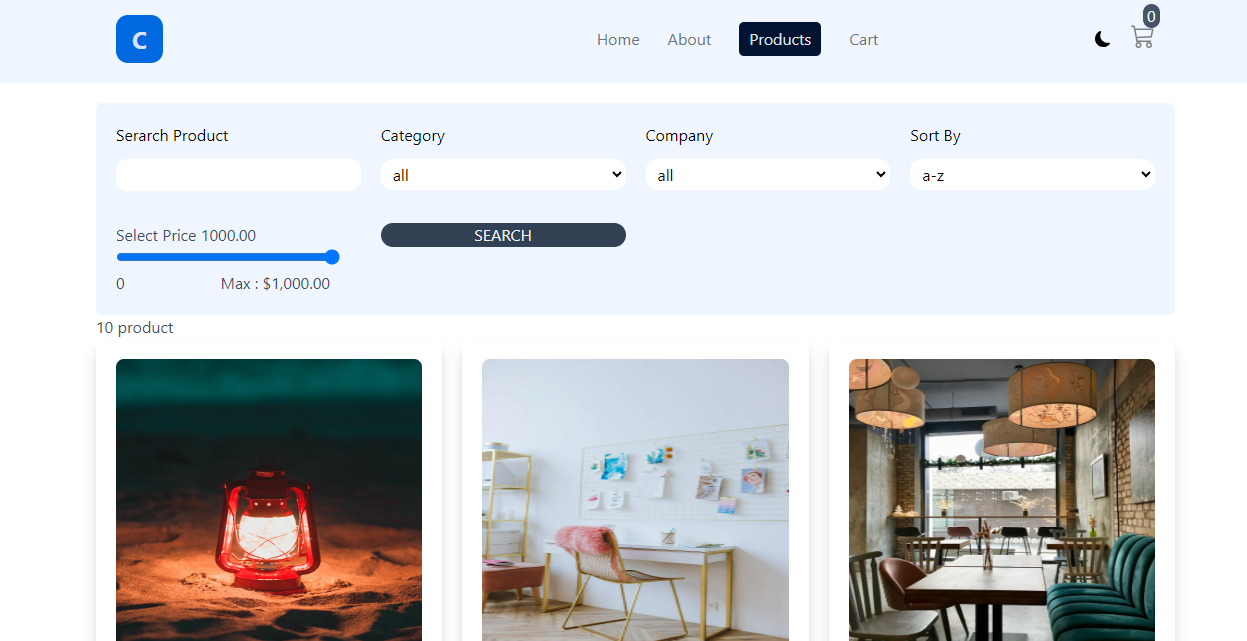 C
Home About Products Cart
0
Serarch Product Category Company Sort By
all all a-z
Select Price 1000.00 SEARCH
0 Max : $1,000.00
10 product